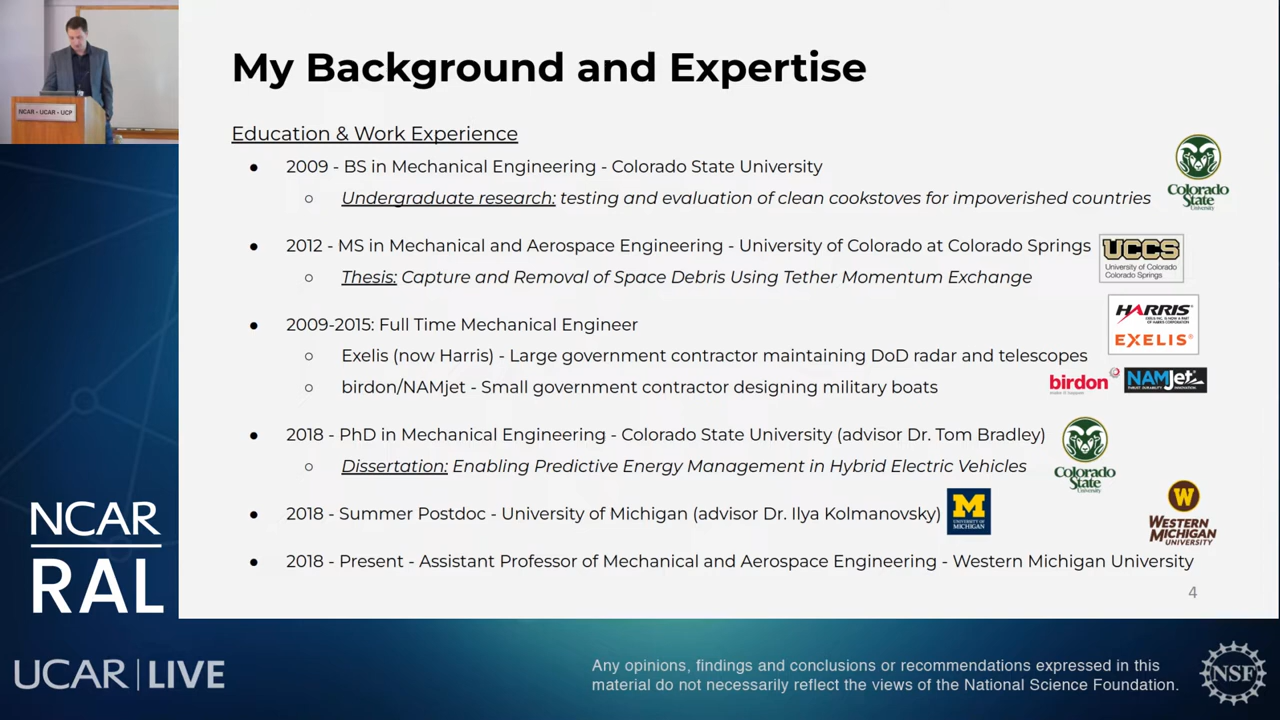 NCAR - UCAR - UCP
My Background and Expertise
Education & Work Experience
● 2009 - BS in Mechanical Engineering - Colorado State University
○ Undergraduate research: testing and evaluation of clean cookstoves for impoverished countries
Colorado
State
University
● 2012 - MS in Mechanical and Aerospace Engineering - University of Colorado at Colorado Springs
UCCS
University of Colorado
Colorado Springs
○ Thesis: Capture and Removal of Space Debris Using Tether Momentum Exchange
● 2009-2015: Full Time Mechanical Engineer
HARRIS
EXELIS
○ Exelis (now Harris) - Large government contractor maintaining DoD radar and telescopes
○ birdon/NAMjet - Small government contractor designing military boats
birdon
NAMJet
● 2018 - PhD in Mechanical Engineering - Colorado State University (advisor Dr. Tom Bradley)
○ Dissertation: Enabling Predictive Energy Management in Hybrid Electric Vehicles
Colorado
State
University
● 2018 - Summer Postdoc - University of Michigan (advisor Dr. Ilya Kolmanovsky)
M
UNIVERSITY OF
MICHIGAN
W
WESTERN
MICHIGAN
UNIVERSITY
● 2018 - Present - Assistant Professor of Mechanical and Aerospace Engineering - Western Michigan University
4
NCAR
RAL
UCAR | LIVE
Any opinions, findings and conclusions or recommendations expressed in this
material do not necessarily reflect the views of the National Science Foundation.
NSF